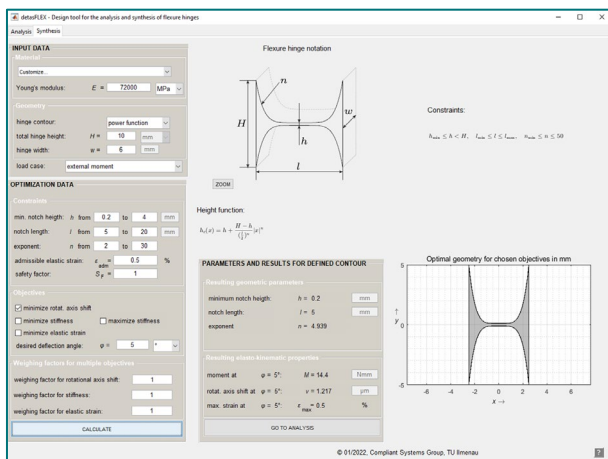 detasFLEX - Design tool for the analysis and synthesis of flexure hinges
Analysis Synthesis
INPUT DATA
Material
Customize...
Young's modulus: E = 72000 MPa
Geometry
hinge contour: power function
total hinge height: H = 10 mm
hinge width: w = 6 mm
load case: external moment
OPTIMIZATION DATA
Constraints
min. notch heigth: h from 0.2 to 4 mm
notch length: l from 5 to 20 mm
exponent: n from 2 to 30
admissible elastic strain: ε adm = 0.5 %
safety factor: S F = 1
Objectives
minimize rotat. axis shift
minimize stiffness maximize stiffness
minimize elastic strain
desired deflection angle: φ = 5 °
Weighing factors for multiple objectives
weighing factor for rotational axis shift: 1
weighing factor for stiffness: 1
weighing factor for elastic strain: 1
CALCULATE
Flexure hinge notation
n
H
h
w
l
ZOOM
Constraints:
h_min ≤ h < H, l_min ≤ l ≤ l_max, n_min ≤ n ≤ 50
Height function:
h_c(x) = h + (H − h)/(l/2)^n |x|^n
PARAMETERS AND RESULTS FOR DEFINED CONTOUR
Resulting geometric parameters
minimum notch heigth: h = 0.2 mm
notch length: l = 5 mm
exponent n = 4.939
Resulting elasto-kinematic properties
moment at φ = 5°: M = 14.4 Nmm
rotat. axis shift at φ = 5°: v = 1.217 μm
max. strain at φ = 5°: ε max = 0.5 %
GO TO ANALYSIS
Optimal geometry for chosen objectives in mm
5
↑
y 0
-5
-6 -4 -2 0 2 4 6
x →
© 01/2022, Compliant Systems Group, TU Ilmenau
?